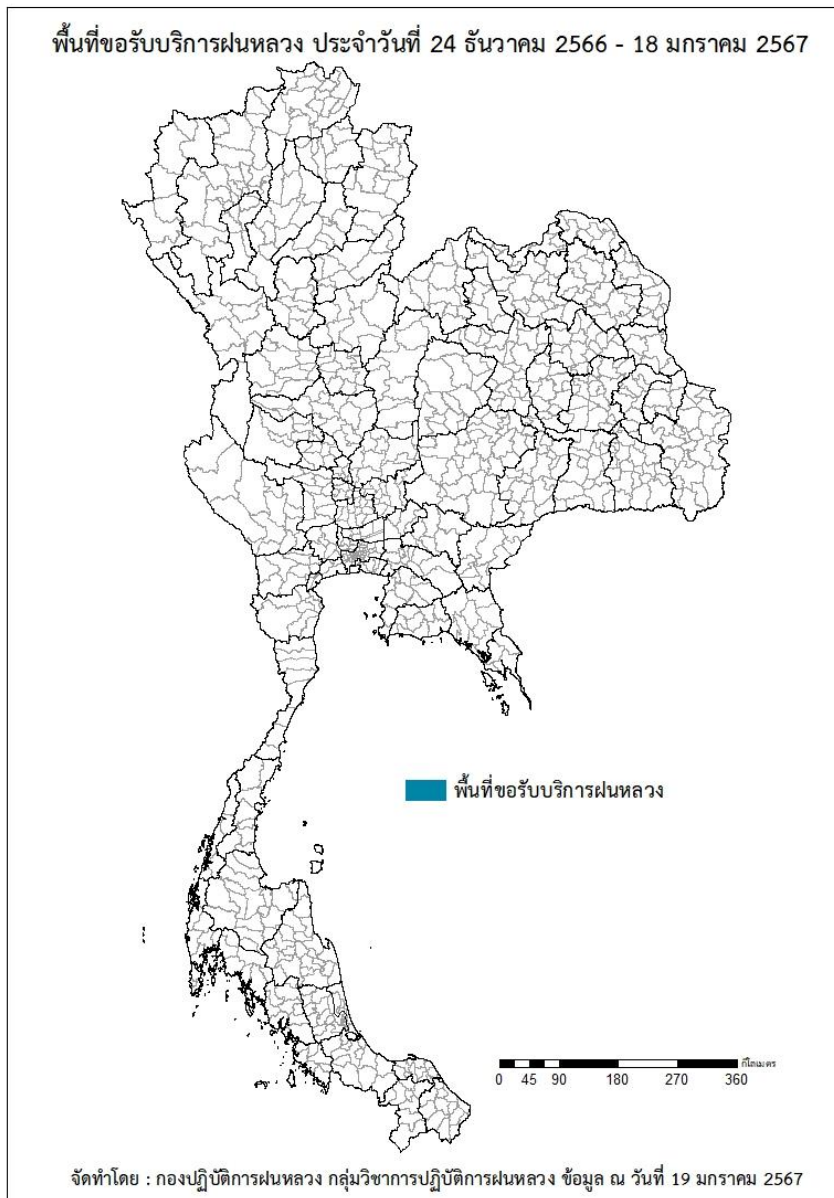 พื้นที่ขอรับบริการฝนหลวง ประจำวันที่ 24 ธันวาคม 2566 - 18 มกราคม 2567
พื้นที่ขอรับบริการฝนหลวง
กิโลเมตร
0 45 90 180 270 360
จัดทำโดย : กองปฏิบัติการฝนหลวง กลุ่มวิชาการปฏิบัติการฝนหลวง ข้อมูล ณ วันที่ 19 มกราคม 2567